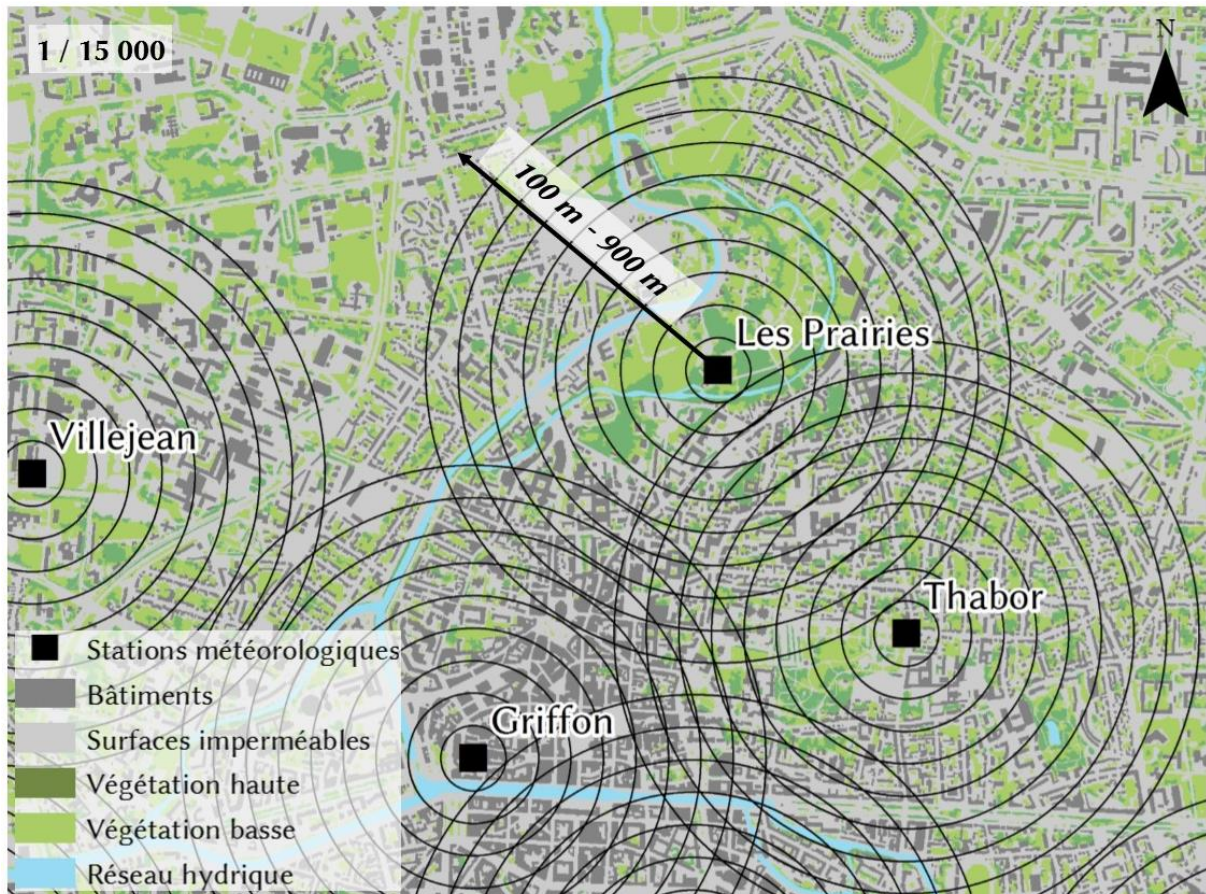 1 / 15 000
N
100 m - 900 m
Les Prairies
Villejean
Thabor
Griffon
Stations météorologiques
Bâtiments
Surfaces imperméables
Végétation haute
Végétation basse
Réseau hydrique